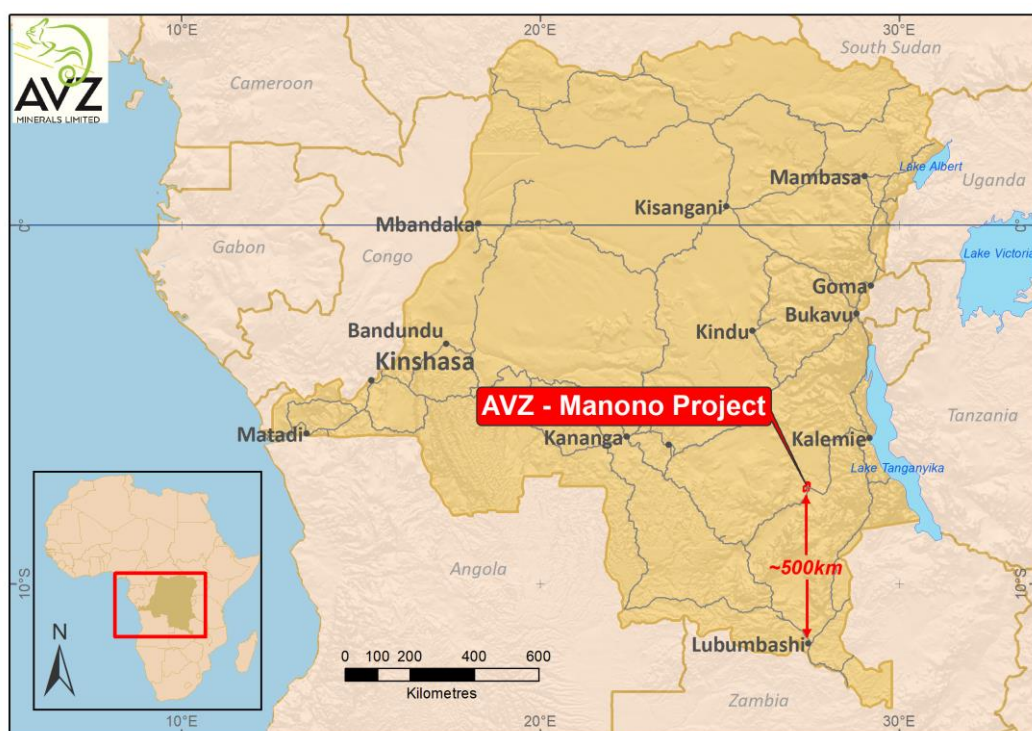 10°E
20°E
30°E
AVZ
MINERALS LIMITED
South Sudan
Cameroon
Lake Albert
Mambasa
Uganda
Kisangani
Mbandaka
0°
0°
Gabon
Congo
Lake Victoria
Goma
Bukavu
Bandundu
Kindu
Kinshasa
AVZ - Manono Project
Tanzania
Matadi
Kananga
Kalemie
Lake Tanganyika
~500km
Angola
10°S
10°S
N
Lubumbashi
0 100 200 400 600
Kilometres
Zambia
10°E
20°E
30°E